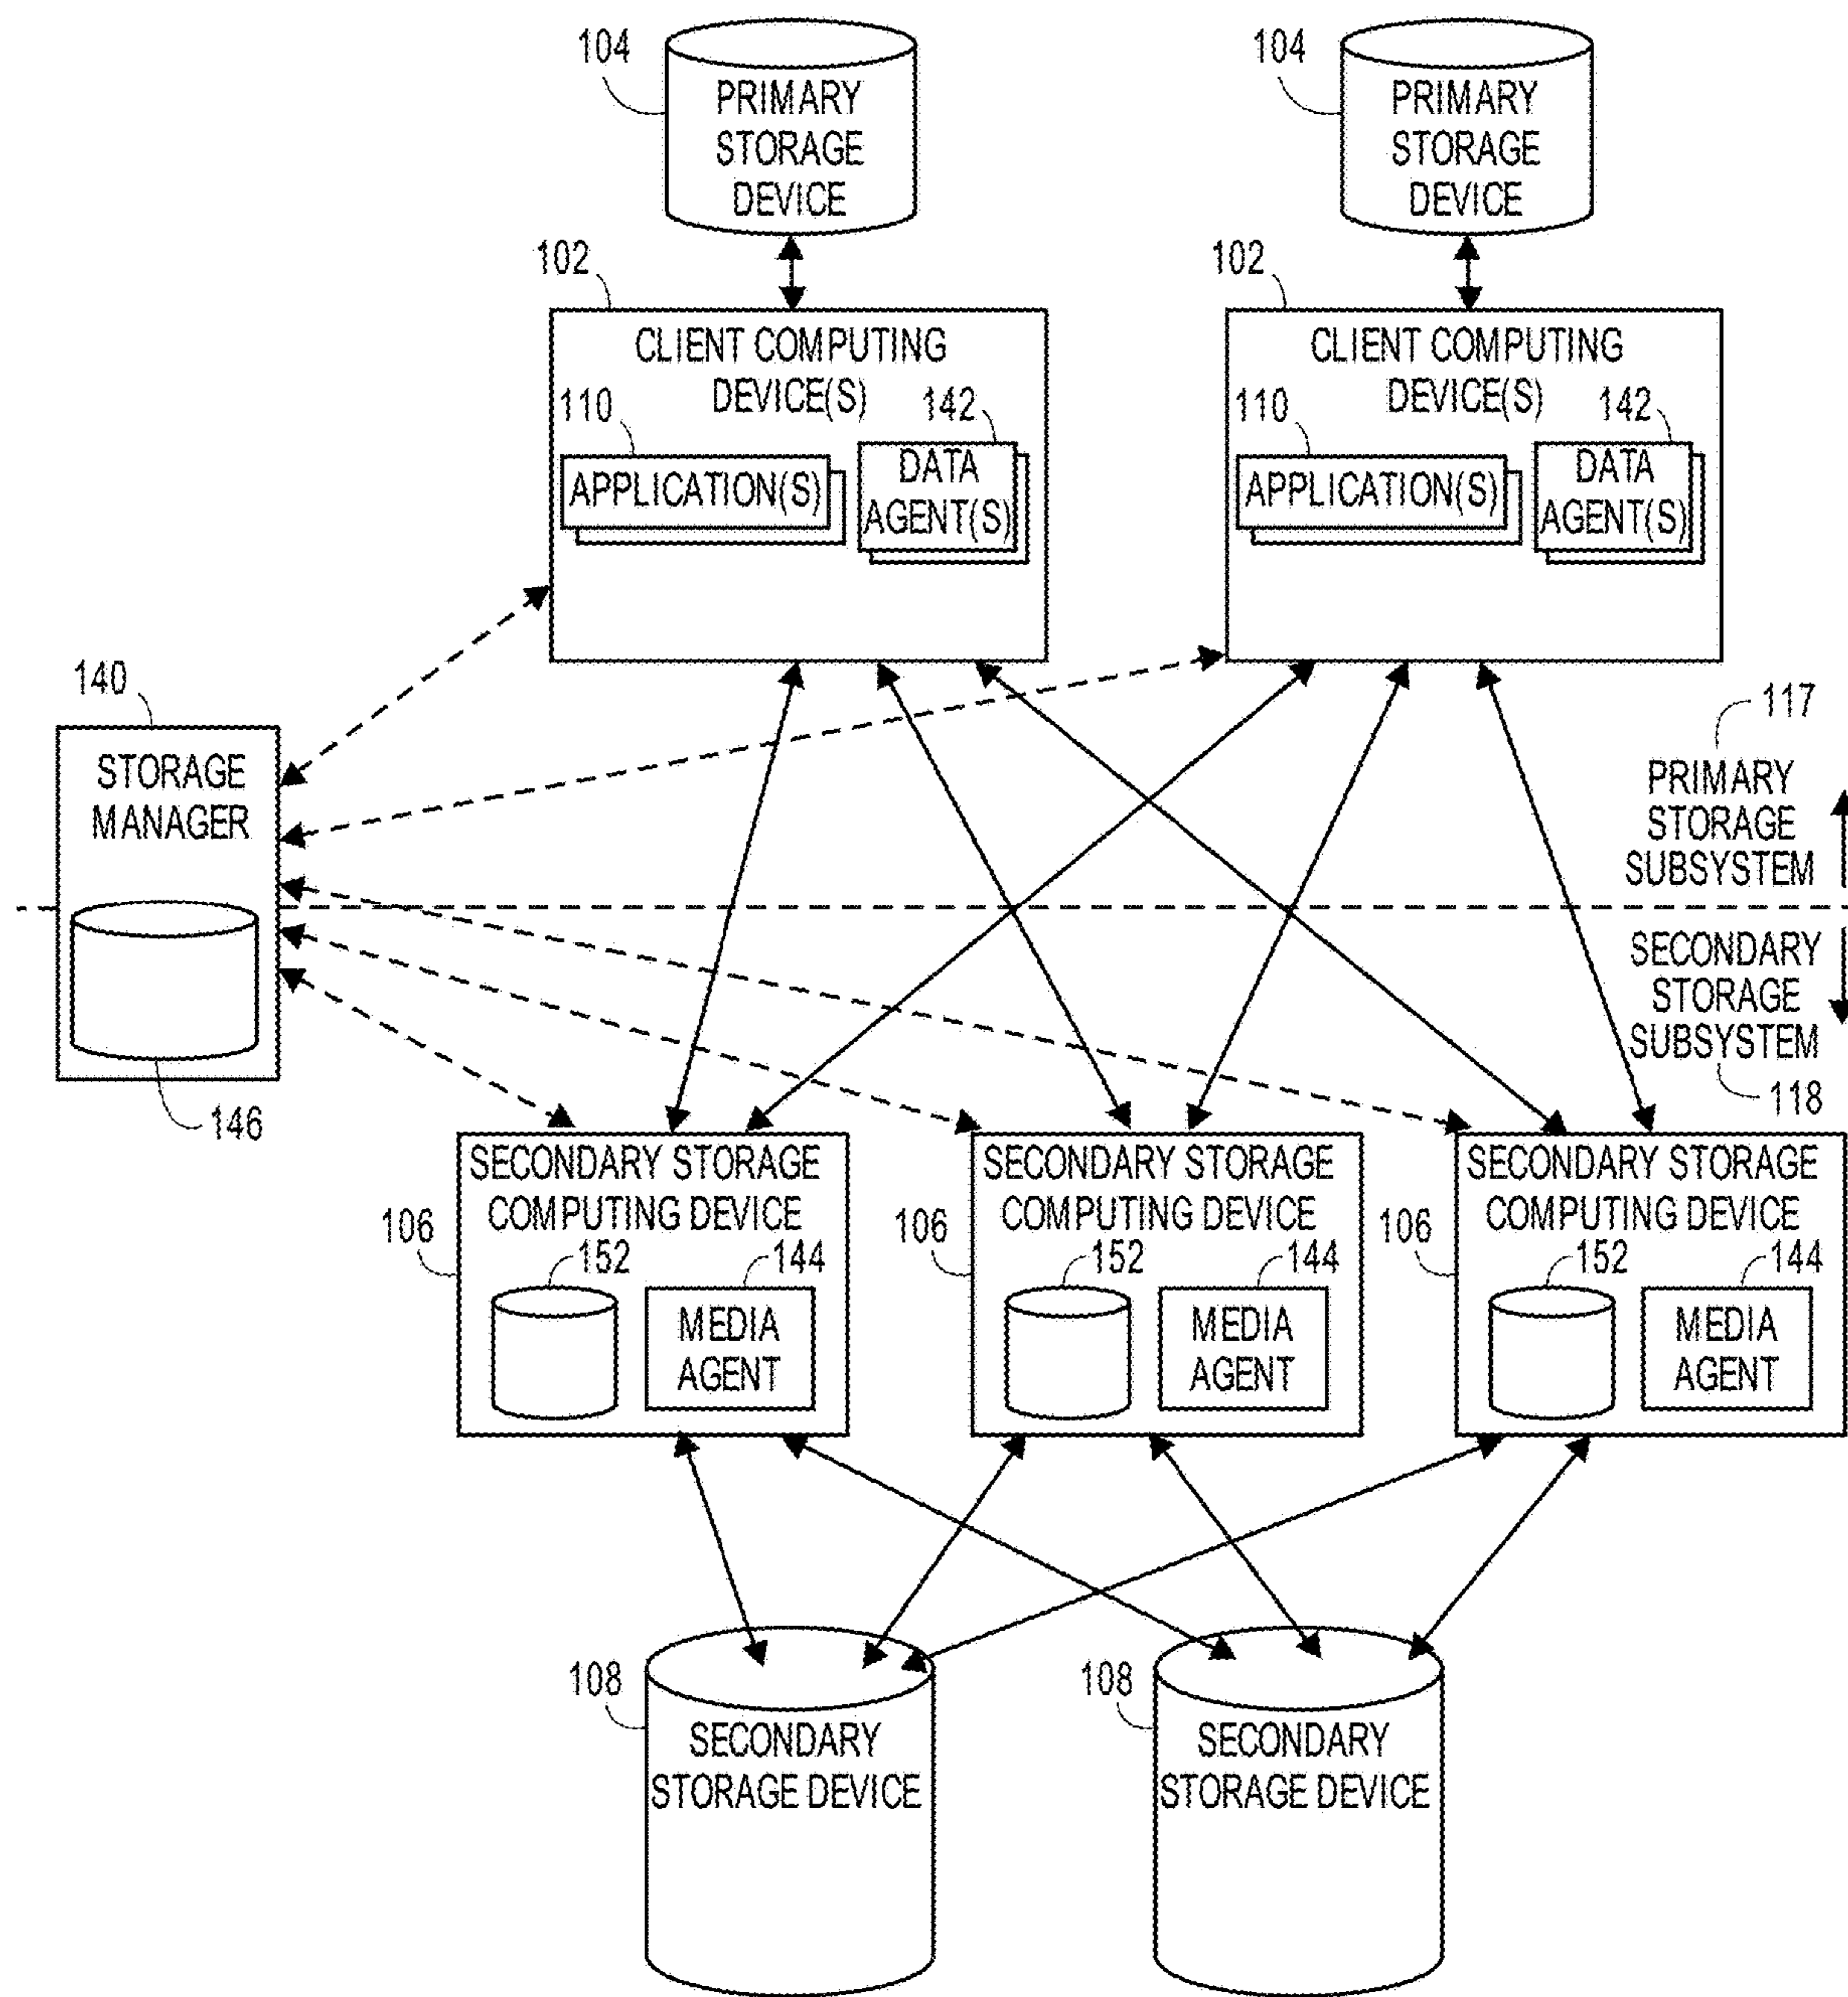 104
PRIMARY
STORAGE
DEVICE
104
PRIMARY
STORAGE
DEVICE
102
CLIENT COMPUTING
DEVICE(S)
110
APPLICATION(S)
142
DATA
AGENT(S)
102
CLIENT COMPUTING
DEVICE(S)
110
APPLICATION(S)
142
DATA
AGENT(S)
140
STORAGE
MANAGER
146
117
PRIMARY
STORAGE
SUBSYSTEM
SECONDARY
STORAGE
SUBSYSTEM
118
106
SECONDARY STORAGE
COMPUTING DEVICE
152
144
MEDIA
AGENT
106
SECONDARY STORAGE
COMPUTING DEVICE
152
144
MEDIA
AGENT
106
SECONDARY STORAGE
COMPUTING DEVICE
152
144
MEDIA
AGENT
108
SECONDARY
STORAGE DEVICE
108
SECONDARY
STORAGE DEVICE